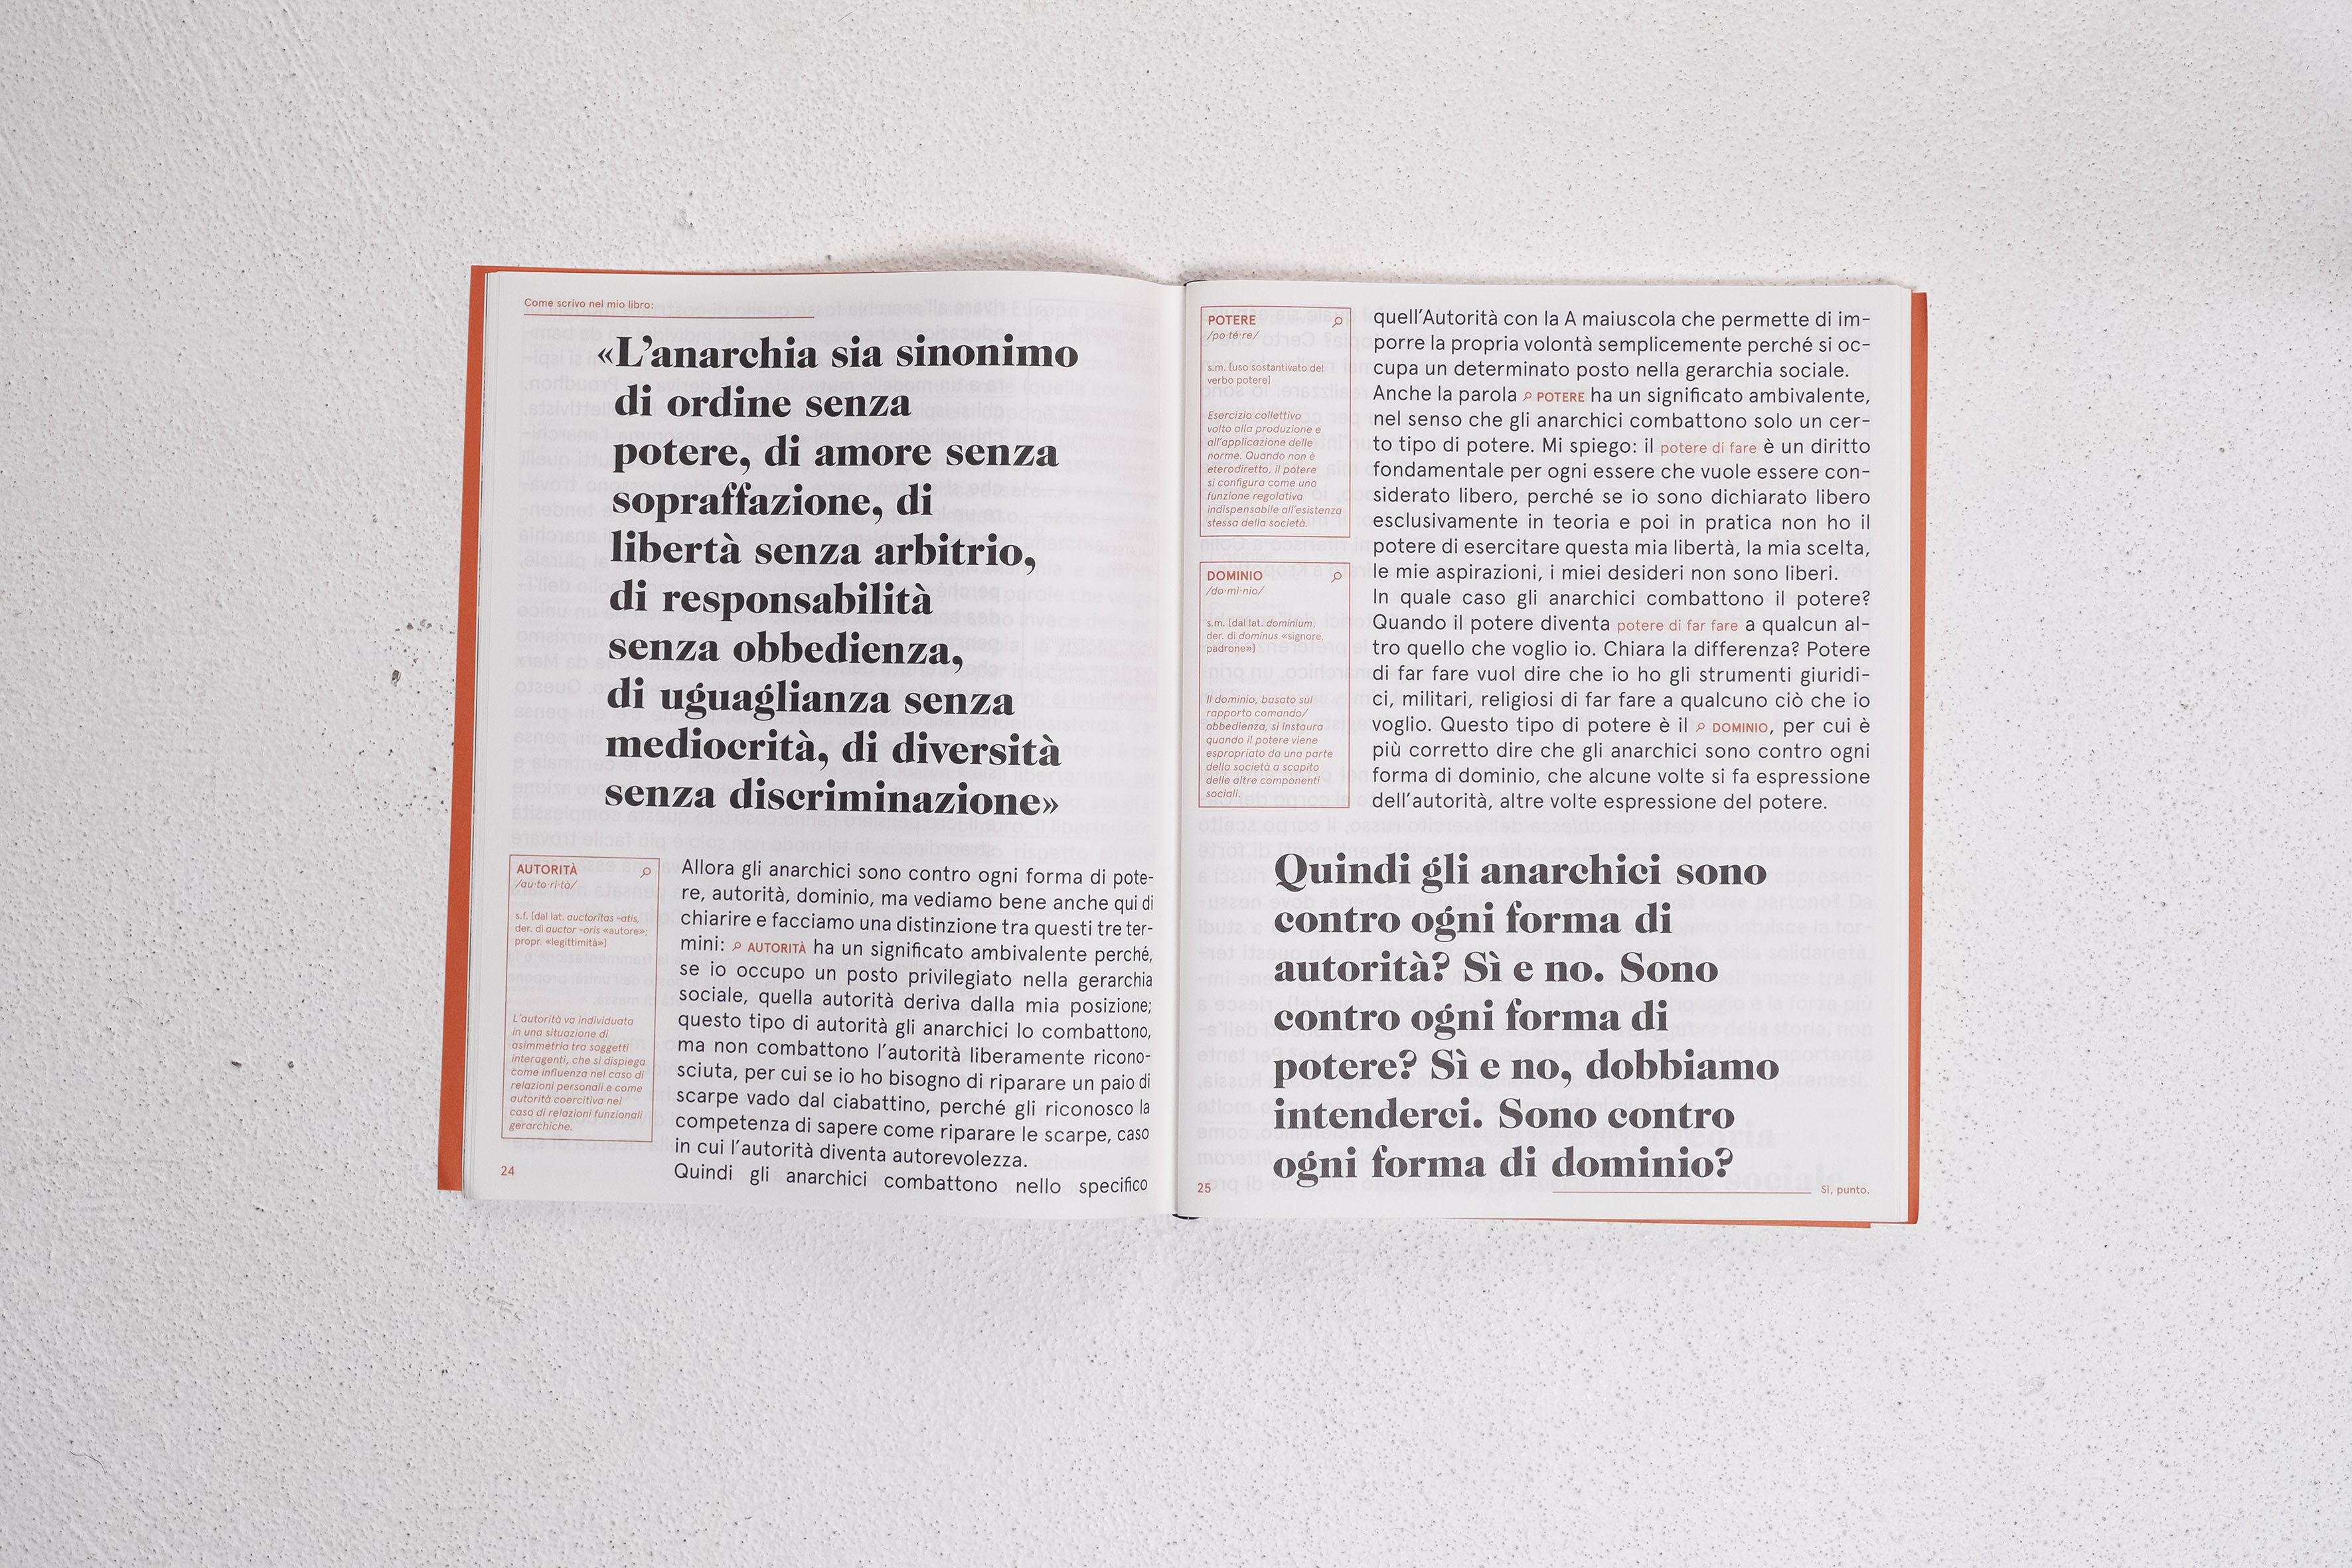 Come scrivo nel mio libro:
«L’anarchia sia sinonimo
di ordine senza
potere, di amore senza
sopraffazione, di
libertà senza arbitrio,
di responsabilità
senza obbedienza,
di uguaglianza senza
mediocrità, di diversità
senza discriminazione»
AUTORITÀ
/au·to·ri·tà/
s.f. [dal lat. auctoritas -atis,
der. di auctor -oris «autore»;
propr. «legittimità»]
L’autorità va individuata
in una situazione di
asimmetria tra soggetti
interagenti, che si dispiega
come influenza nel caso di
relazioni personali e come
autorità coercitiva nel
caso di relazioni funzionali
gerarchiche.
Allora gli anarchici sono contro ogni forma di pote-
re, autorità, dominio, ma vediamo bene anche qui di
chiarire e facciamo una distinzione tra questi tre ter-
mini: AUTORITÀ ha un significato ambivalente perché,
se io occupo un posto privilegiato nella gerarchia
sociale, quella autorità deriva dalla mia posizione;
questo tipo di autorità gli anarchici lo combattono,
ma non combattono l’autorità liberamente ricono-
sciuta, per cui se io ho bisogno di riparare un paio di
scarpe vado dal ciabattino, perché gli riconosco la
competenza di sapere come riparare le scarpe, caso
in cui l’autorità diventa autorevolezza.
Quindi gli anarchici combattono nello specifico
24
POTERE
/po·té·re/
s.m. [uso sostantivato del
verbo potere]
Esercizio collettivo
volto alla produzione e
all’applicazione delle
norme. Quando non è
eterodiretto, il potere
si configura come una
funzione regolativa
indispensabile all’esistenza
stessa della società.
DOMINIO
/do·mì·nio/
s.m. [dal lat. dominium,
der. di dominus «signore,
padrone»]
Il dominio, basato sul
rapporto comando/
obbedienza, si instaura
quando il potere viene
espropriato da una parte
della società a scapito
delle altre componenti
sociali.
quell’Autorità con la A maiuscola che permette di im-
porre la propria volontà semplicemente perché si oc-
cupa un determinato posto nella gerarchia sociale.
Anche la parola POTERE ha un significato ambivalente,
nel senso che gli anarchici combattono solo un cer-
to tipo di potere. Mi spiego: il potere di fare è un diritto
fondamentale per ogni essere che vuole essere con-
siderato libero, perché se io sono dichiarato libero
esclusivamente in teoria e poi in pratica non ho il
potere di esercitare questa mia libertà, la mia scelta,
le mie aspirazioni, i miei desideri non sono liberi.
In quale caso gli anarchici combattono il potere?
Quando il potere diventa potere di far fare a qualcun al-
tro quello che voglio io. Chiara la differenza? Potere
di far fare vuol dire che io ho gli strumenti giuridi-
ci, militari, religiosi di far fare a qualcuno ciò che io
voglio. Questo tipo di potere è il DOMINIO, per cui è
più corretto dire che gli anarchici sono contro ogni
forma di dominio, che alcune volte si fa espressione
dell’autorità, altre volte espressione del potere.
Quindi gli anarchici sono
contro ogni forma di
autorità? Sì e no. Sono
contro ogni forma di
potere? Sì e no, dobbiamo
intenderci. Sono contro
ogni forma di dominio?
Sì, punto.
25